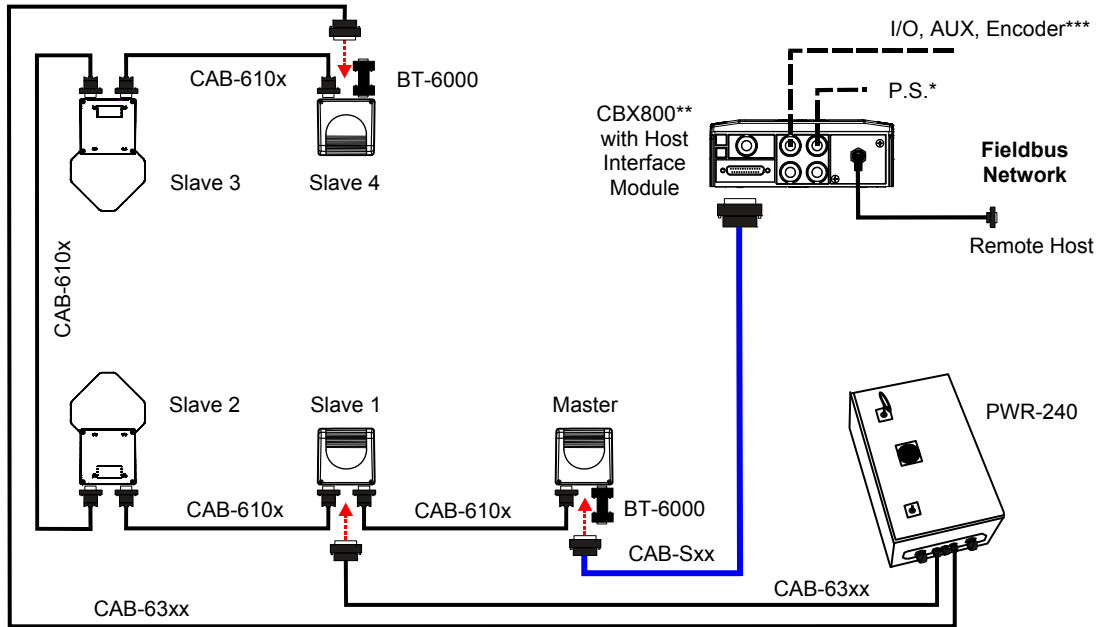 I/O, AUX, Encoder***
CAB-610x
BT-6000
P.S.*
CBX800**
with Host
Interface
Module
Fieldbus
Network
Slave 3
Slave 4
Remote Host
CAB-610x
Slave 2
Slave 1
Master
PWR-240
CAB-610x
CAB-610x
BT-6000
CAB-Sxx
CAB-63xx
CAB-63xx